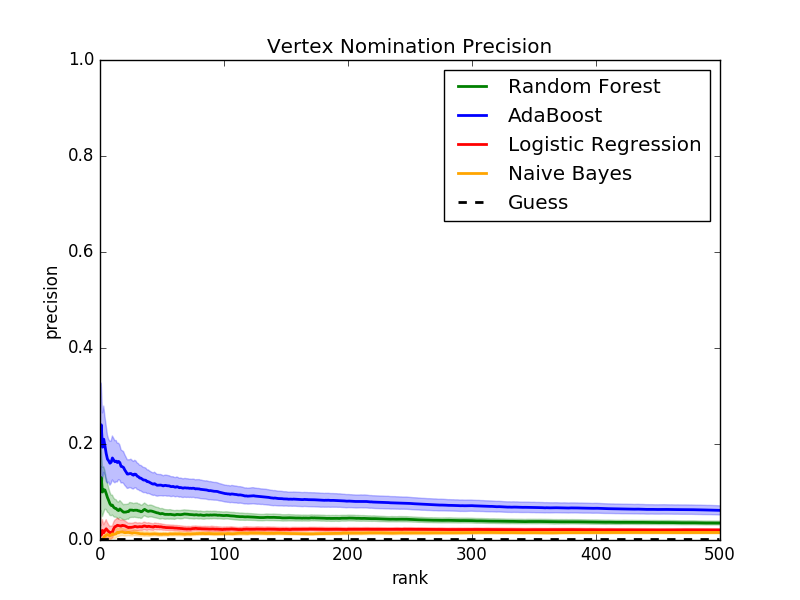 Vertex Nomination Precision
1.0
0.8
0.6
0.4
0.2
0.0
precision
Random Forest
AdaBoost
Logistic Regression
Naive Bayes
Guess
0 100 200 300 400 500
rank